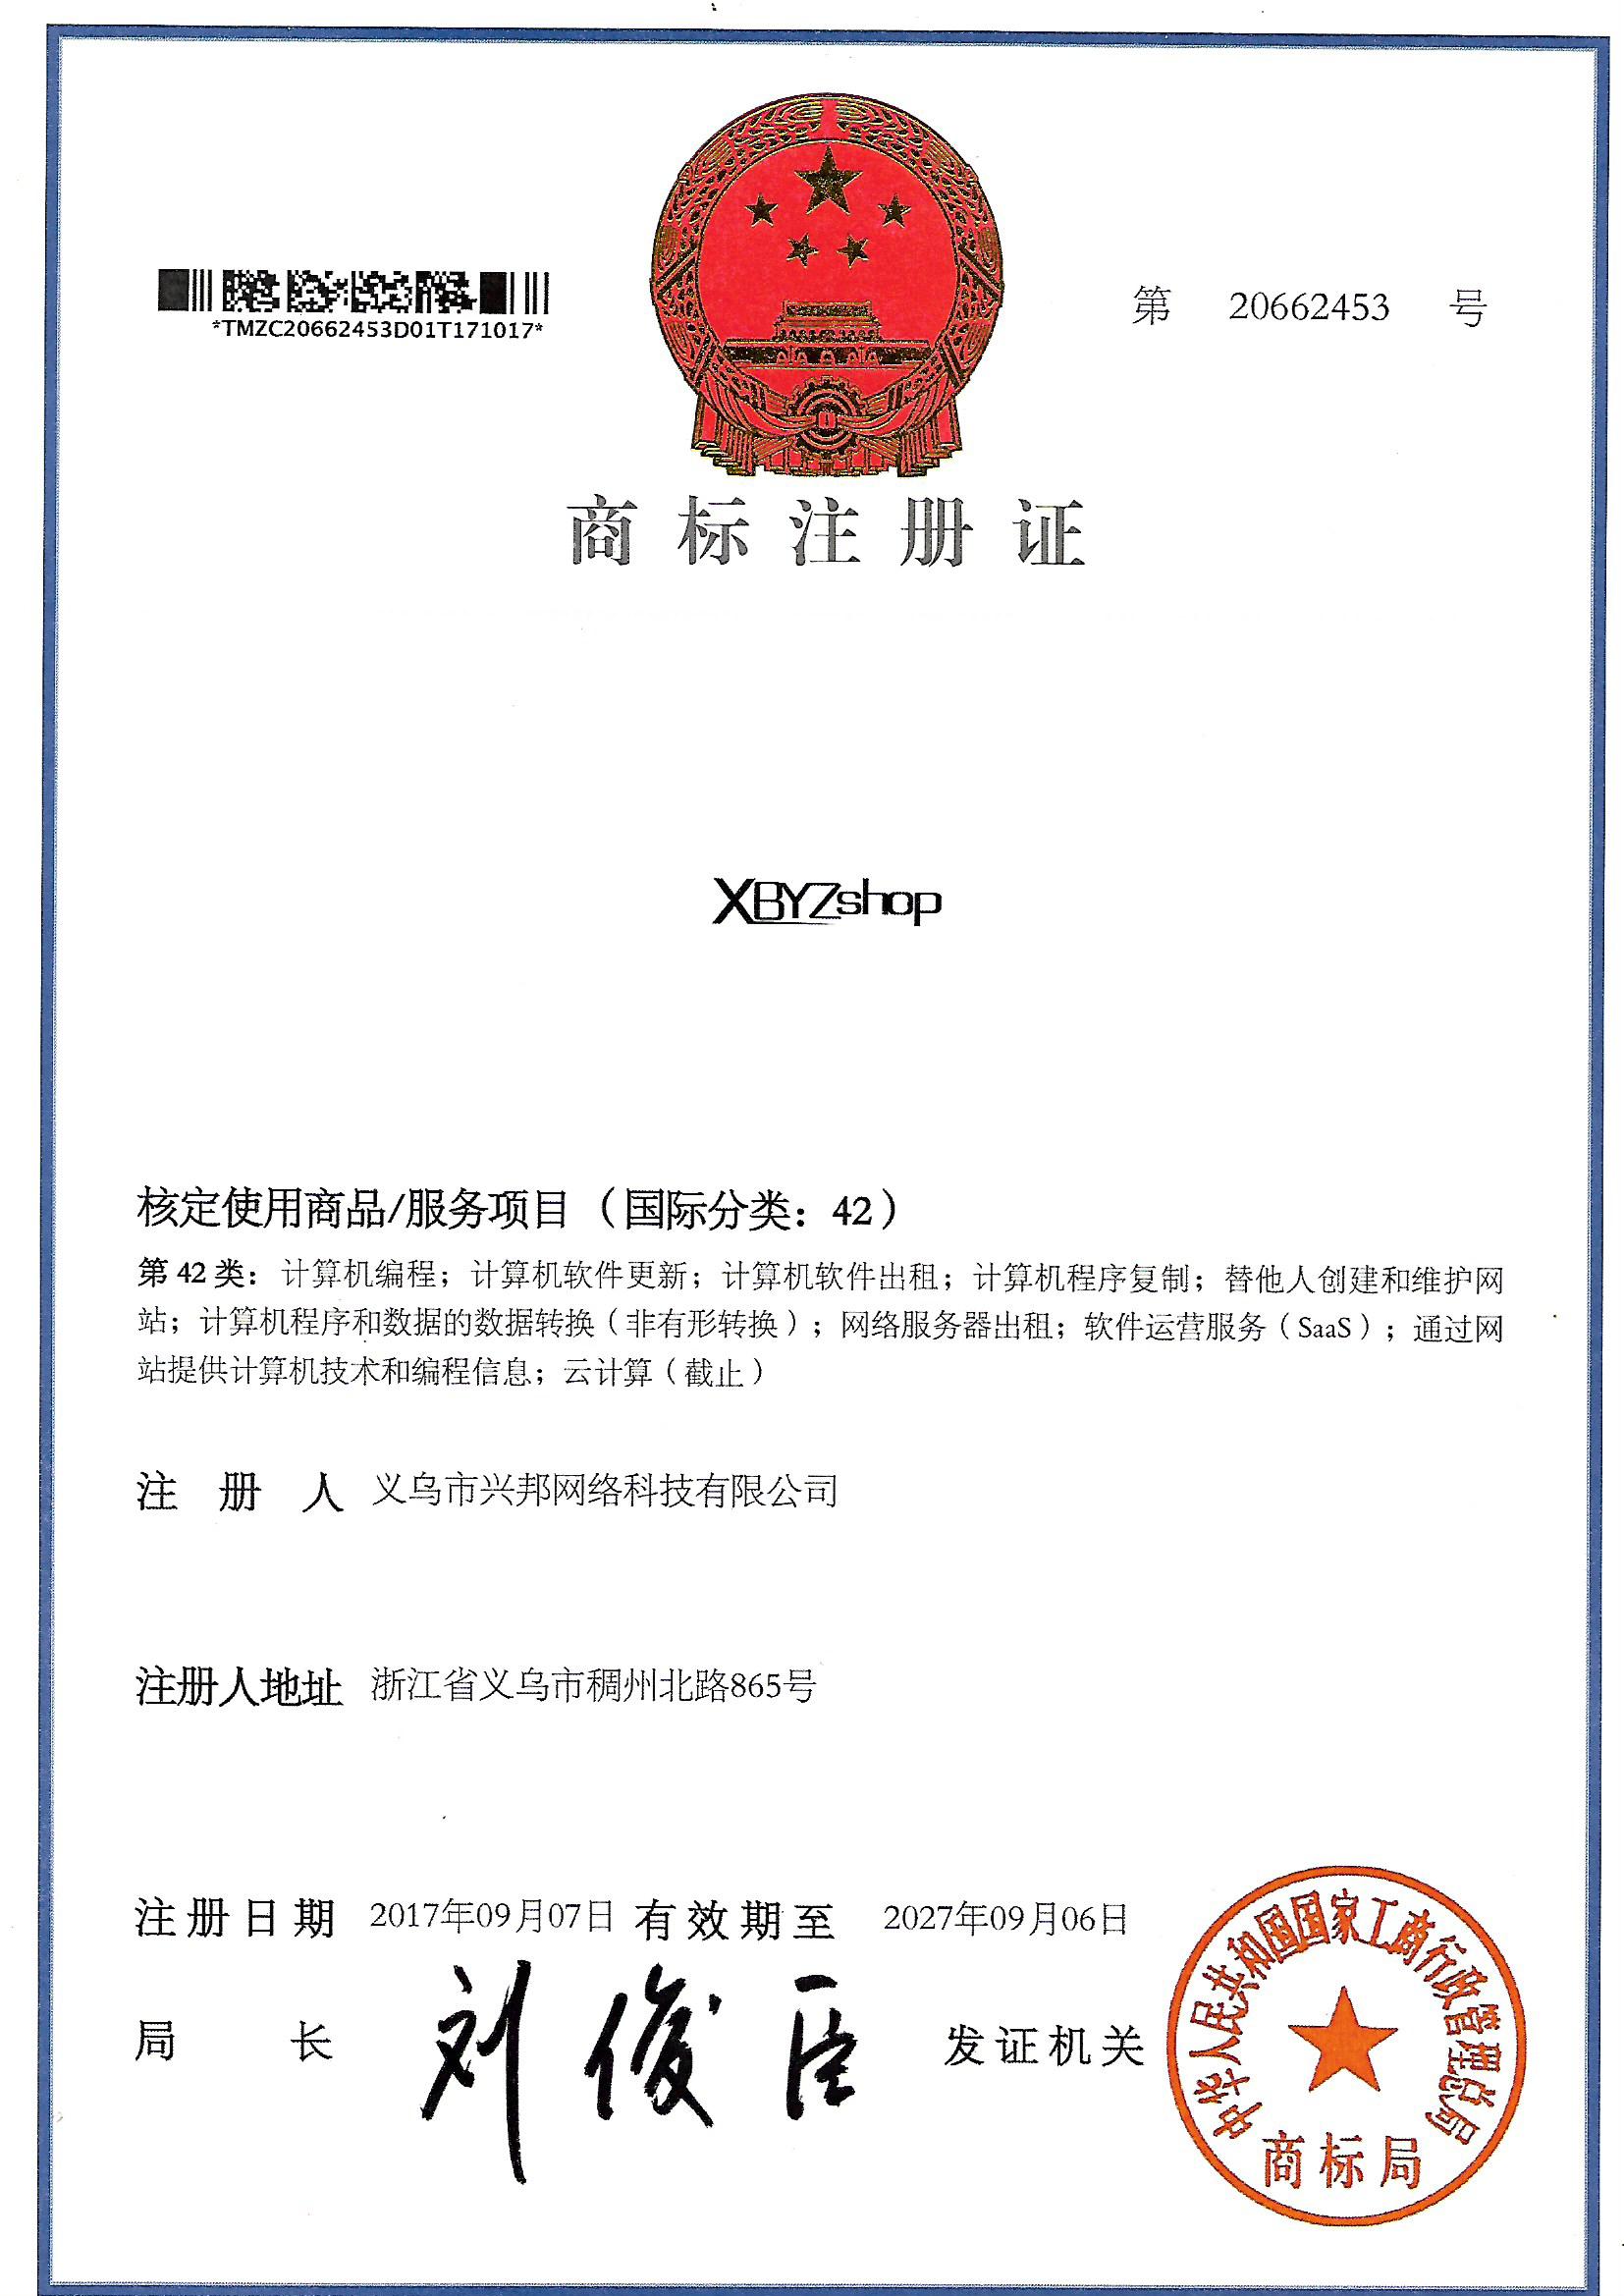 *TMZC20662453D01T171017*
第 20662453 号
商标注册证
XBYZshop
核定使用商品/服务项目（国际分类：42）
第 42 类：计算机编程；计算机软件更新；计算机软件出租；计算机程序复制；替他人创建和维护网
站；计算机程序和数据的数据转换（非有形转换）；网络服务器出租；软件运营服务（SaaS）；通过网
站提供计算机技术和编程信息；云计算（截止）
注册人 义乌市兴邦网络科技有限公司
注册人地址 浙江省义乌市稠州北路865号
注册日期 2017年09月07日 有效期至 2027年09月06日
局长 刘俊臣 发证机关
中华人民共和国国家工商行政管理总局
商标局